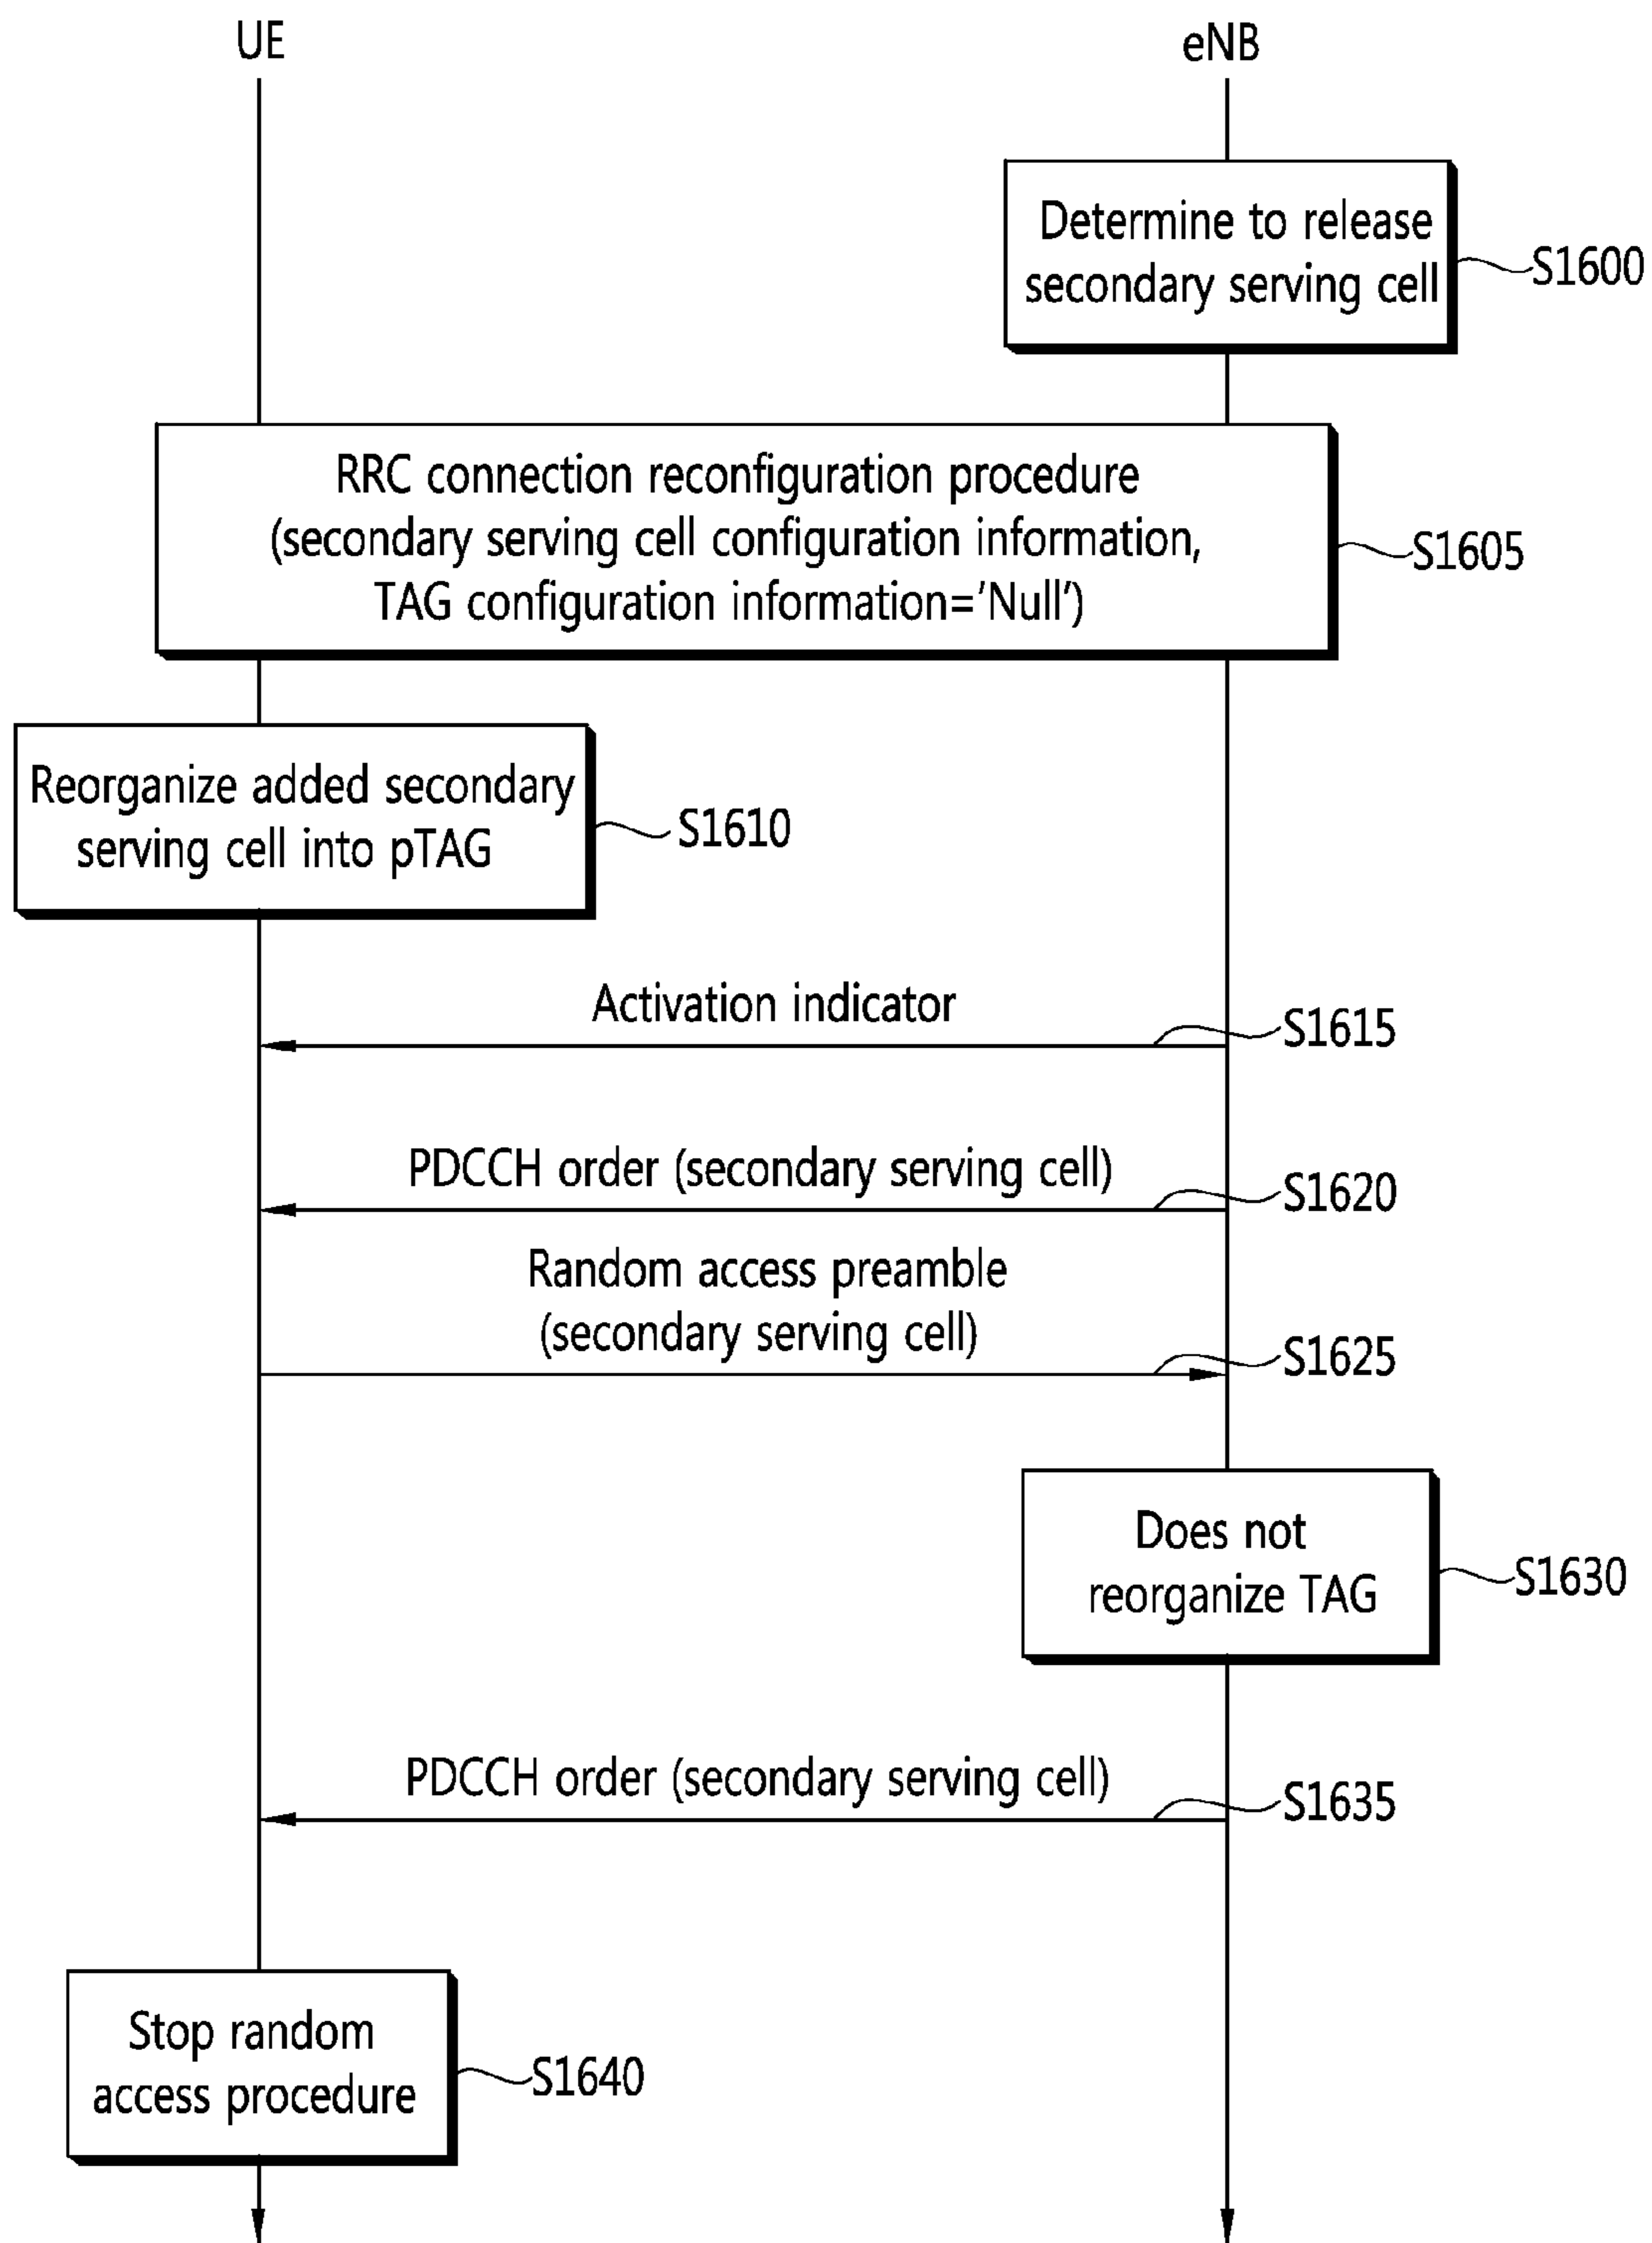 UE
eNB
Determine to release
secondary serving cell
S1600
RRC connection reconfiguration procedure
(secondary serving cell configuration information,
TAG configuration information='Null')
S1605
Reorganize added secondary
serving cell into pTAG
S1610
Activation indicator
S1615
PDCCH order (secondary serving cell)
S1620
Random access preamble
(secondary serving cell)
S1625
Does not
reorganize TAG
S1630
PDCCH order (secondary serving cell)
S1635
Stop random
access procedure
S1640